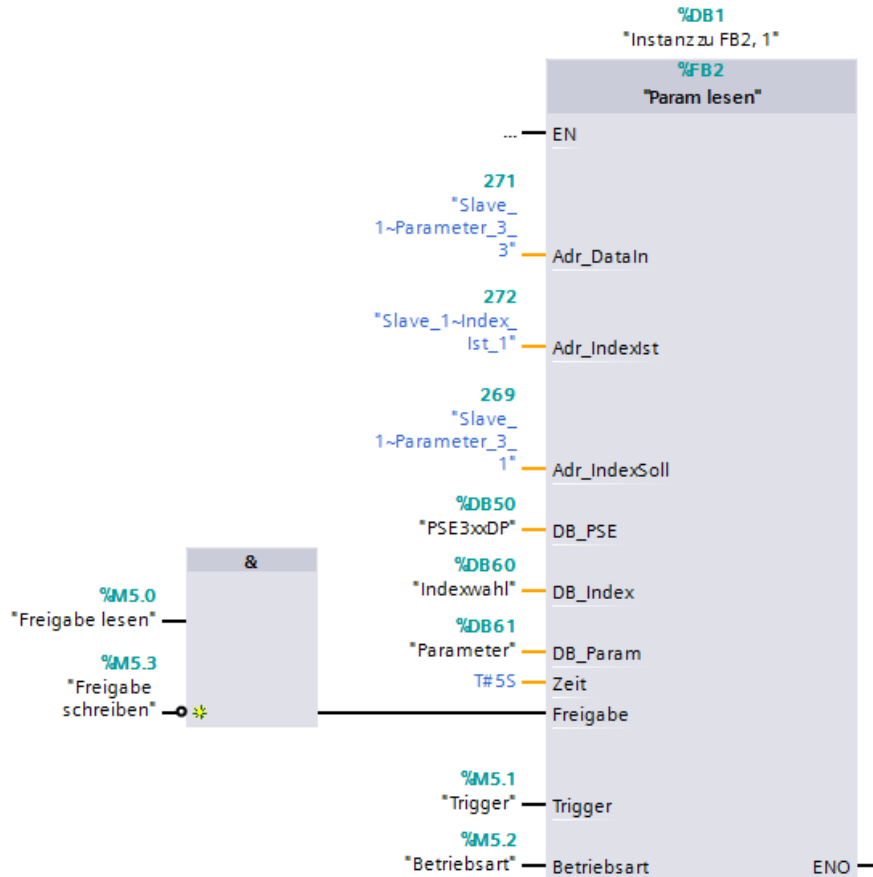 %DB1
"Instanz zu FB2, 1"
%FB2
"Param lesen"
... EN
271
"Slave_
1~Parameter_3_
3"
Adr_DataIn
272
"Slave_1~Index_
Ist_1"
Adr_IndexIst
269
"Slave_
1~Parameter_3_
1"
Adr_IndexSoll
%DB50
"PSE3xxDP"
DB_PSE
%DB60
"Indexwahl"
DB_Index
%DB61
"Parameter"
DB_Param
T#5S
Zeit
&
%M5.0
"Freigabe lesen"
%M5.3
"Freigabe
schreiben"
Freigabe
%M5.1
"Trigger"
Trigger
%M5.2
"Betriebsart"
Betriebsart
ENO